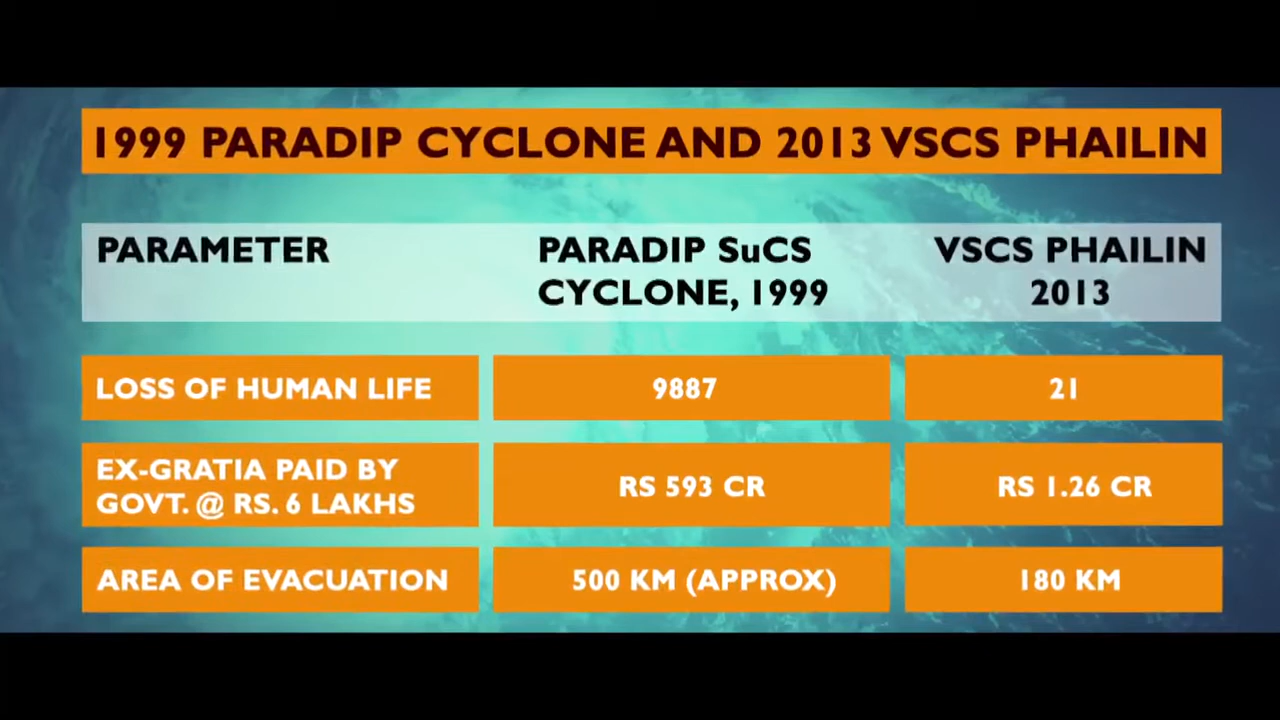 1999 PARADIP CYCLONE AND 2013 VSCS PHAILIN
PARAMETER
PARADIP SuCS
CYCLONE, 1999
VSCS PHAILIN
2013
LOSS OF HUMAN LIFE
9887
21
EX-GRATIA PAID BY
GOVT. @ RS. 6 LAKHS
RS 593 CR
RS 1.26 CR
AREA OF EVACUATION
500 KM (APPROX)
180 KM